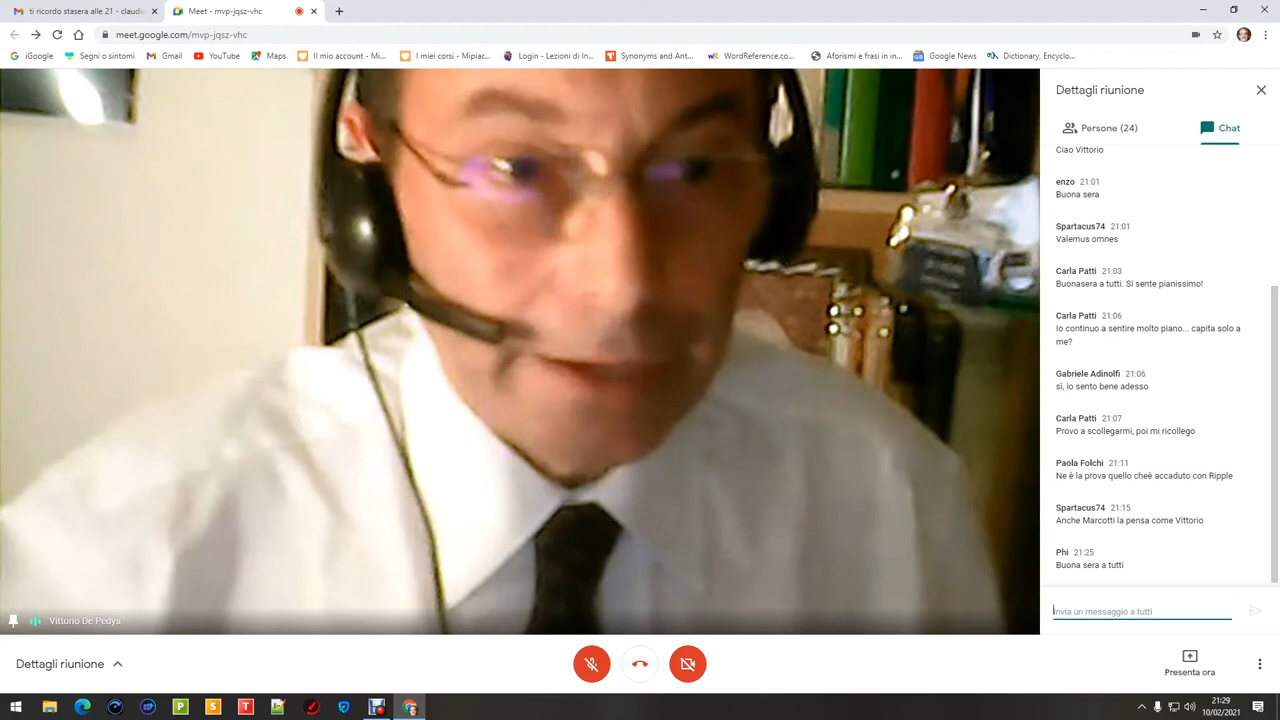 ti ricordo stasera alle 21 - claudio
Meet - mvp-jqsz-vhc
meet.google.com/mvp-jqsz-vhc
iGoogle
Segni o sintomi
Gmail
YouTube
Maps
Il mio account - Mi...
I miei corsi - Mipiac...
Login - Lezioni di In...
Synonyms and Ant...
WordReference.co...
Aforismi e frasi in in...
Google News
Dictionary, Encyclo...
Dettagli riunione
Persone (24)
Chat
Ciao Vittorio
enzo 21:01
Buona sera
Spartacus74 21:01
Valemus omnes
Carla Patti 21:03
Buonasera a tutti. Si sente pianissimo!
Carla Patti 21:06
Io continuo a sentire molto piano... capita solo a
me?
Gabriele Adinolfi 21:06
sì, io sento bene adesso
Carla Patti 21:07
Provo a scollegarmi, poi mi ricollego
Paola Folchi 21:11
Ne è la prova quello cheè accaduto con Ripple
Spartacus74 21:15
Anche Marcotti la pensa come Vittorio
Phi 21:25
Buona sera a tutti
Invia un messaggio a tutti
Vittorio De Pedys
Dettagli riunione
Presenta ora
P
S
T
21:29
10/02/2021